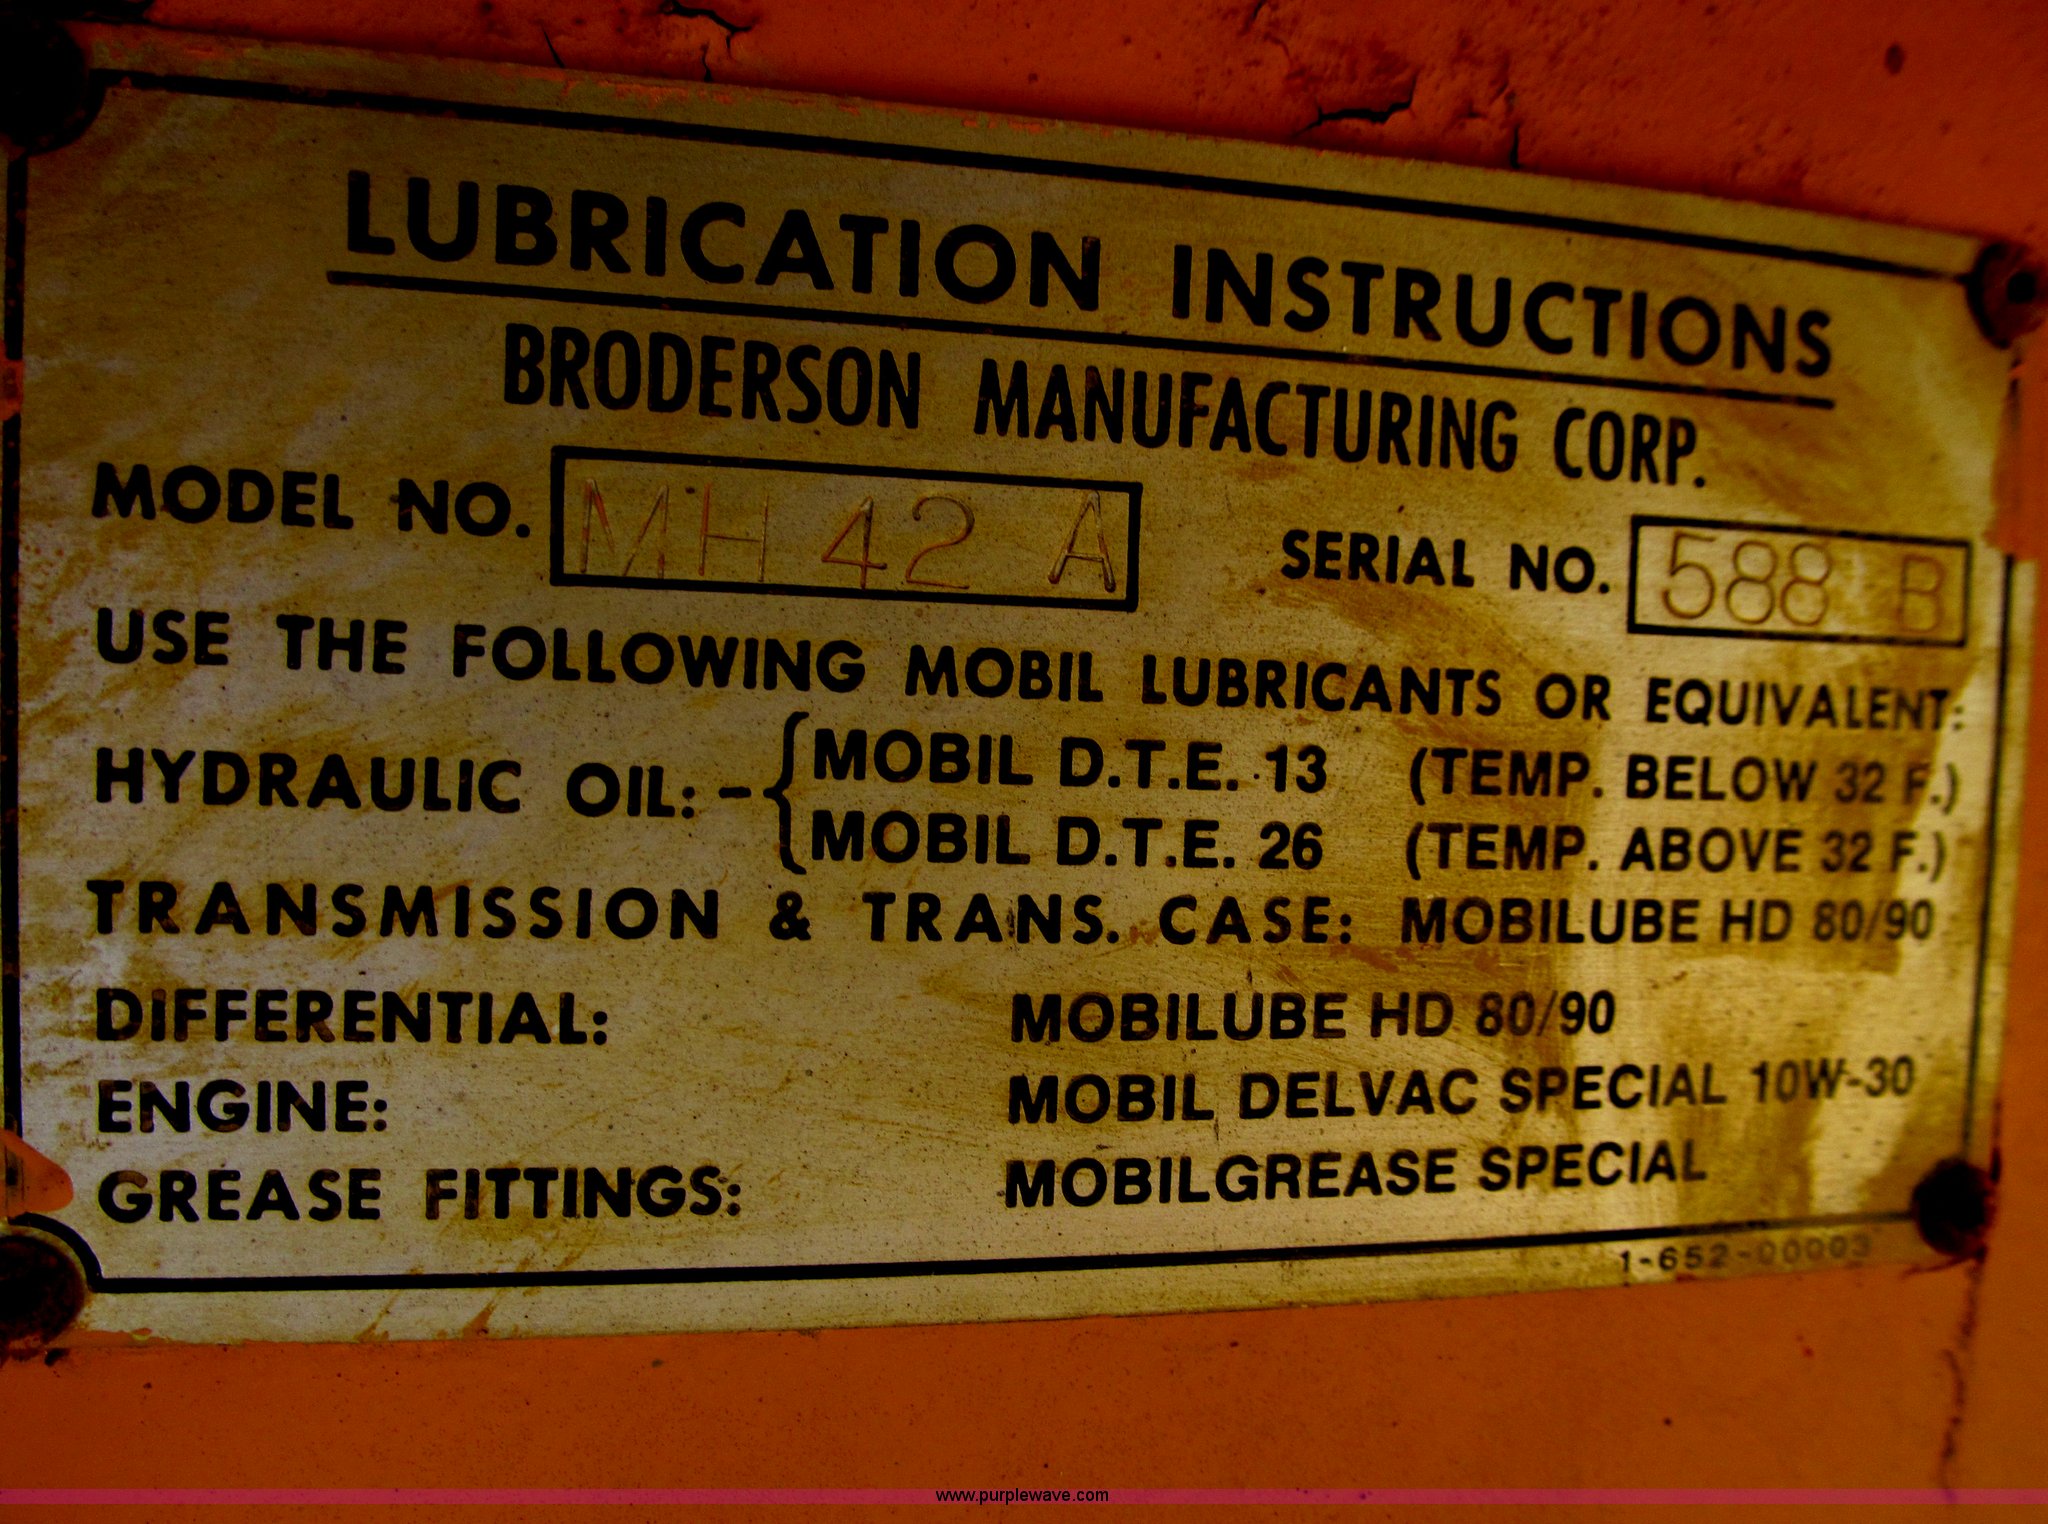 LUBRICATION INSTRUCTIONS
BRODERSON MANUFACTURING CORP.
MODEL NO. MH 42 A SERIAL NO. 588 B
USE THE FOLLOWING MOBIL LUBRICANTS OR EQUIVALENT:
HYDRAULIC OIL: - { MOBIL D.T.E. 13 (TEMP. BELOW 32 F.)
MOBIL D.T.E. 26 (TEMP. ABOVE 32 F.)
TRANSMISSION & TRANS. CASE: MOBILUBE HD 80/90
DIFFERENTIAL: MOBILUBE HD 80/90
ENGINE: MOBIL DELVAC SPECIAL 10W-30
GREASE FITTINGS: MOBILGREASE SPECIAL
1-652-00003
www.purplewave.com